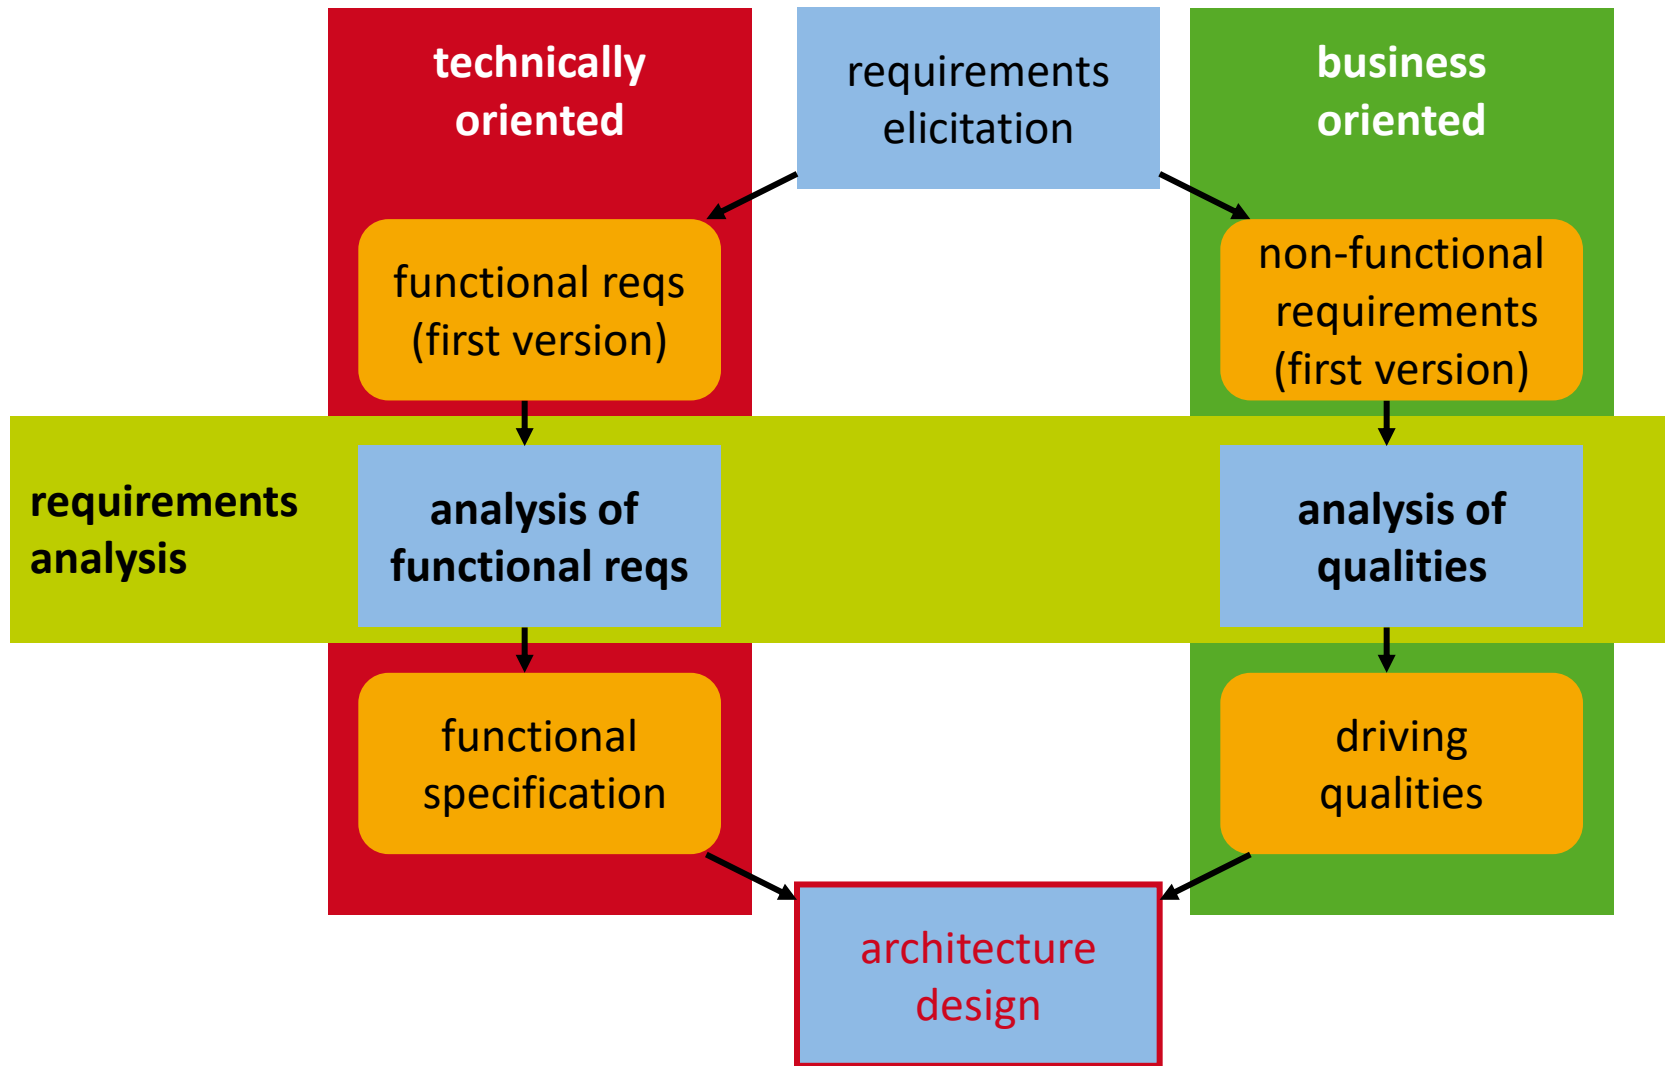 technically
oriented
requirements
elicitation
business
oriented
functional reqs
(first version)
non-functional
requirements
(first version)
requirements
analysis
analysis of
functional reqs
analysis of
qualities
functional
specification
driving
qualities
architecture
design